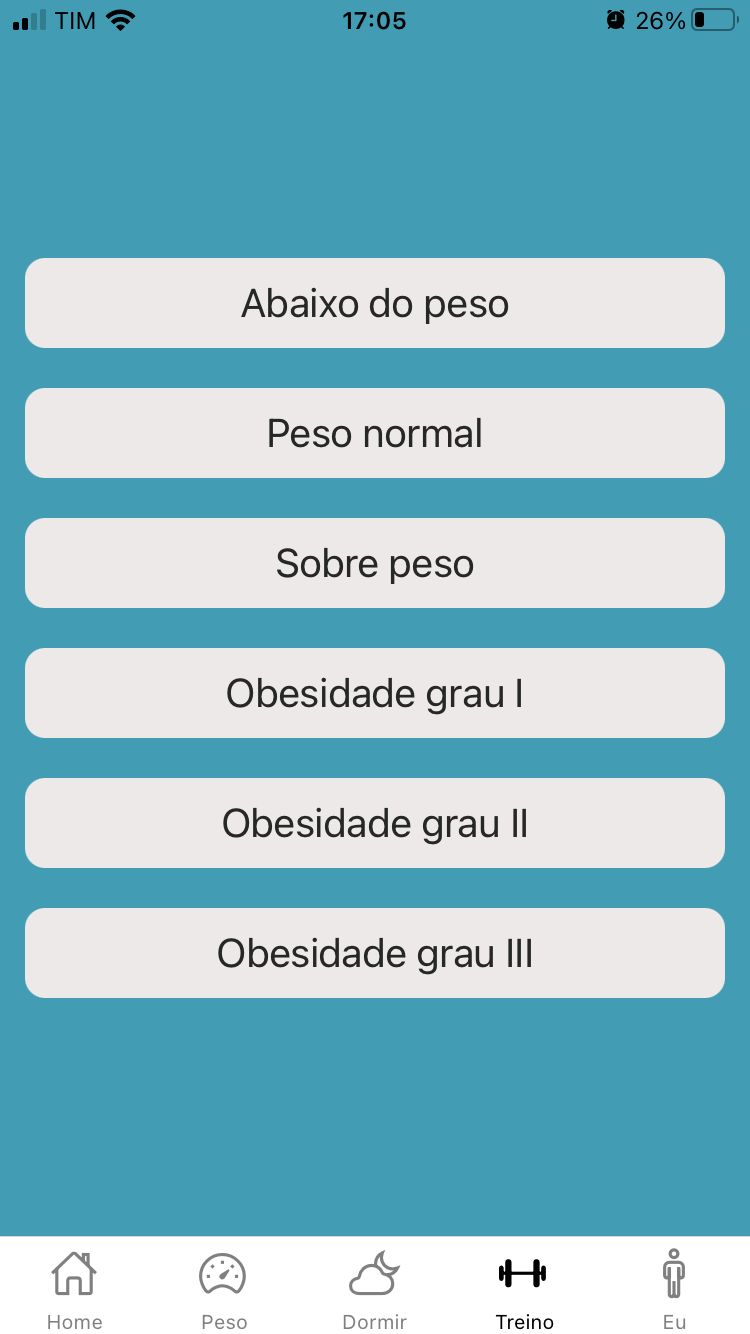 TIM 17:05 26%
Abaixo do peso
Peso normal
Sobre peso
Obesidade grau I
Obesidade grau II
Obesidade grau III
Home Peso Dormir Treino Eu